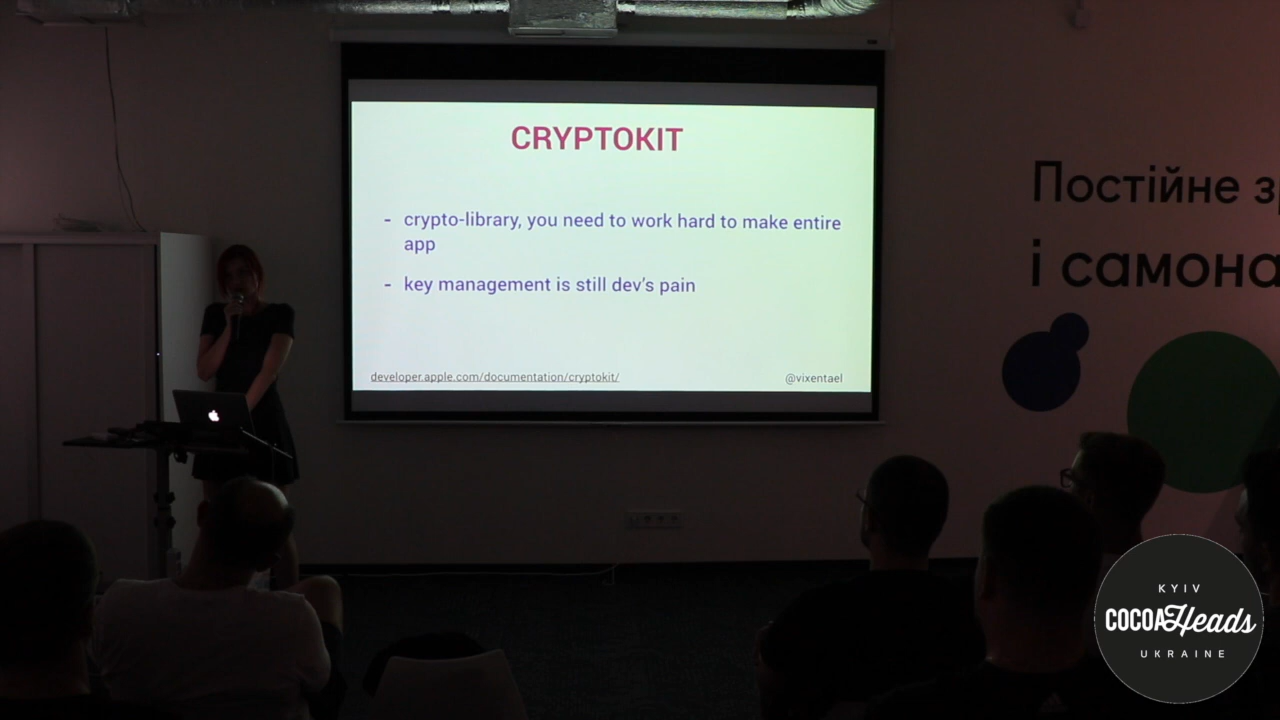 CRYPTOKIT
- crypto-library, you need to work hard to make entire
app
- key management is still dev's pain
developer.apple.com/documentation/cryptokit/
@vixentael
Постійне
і самона
KYIV
COCOAHeads
UKRAINE